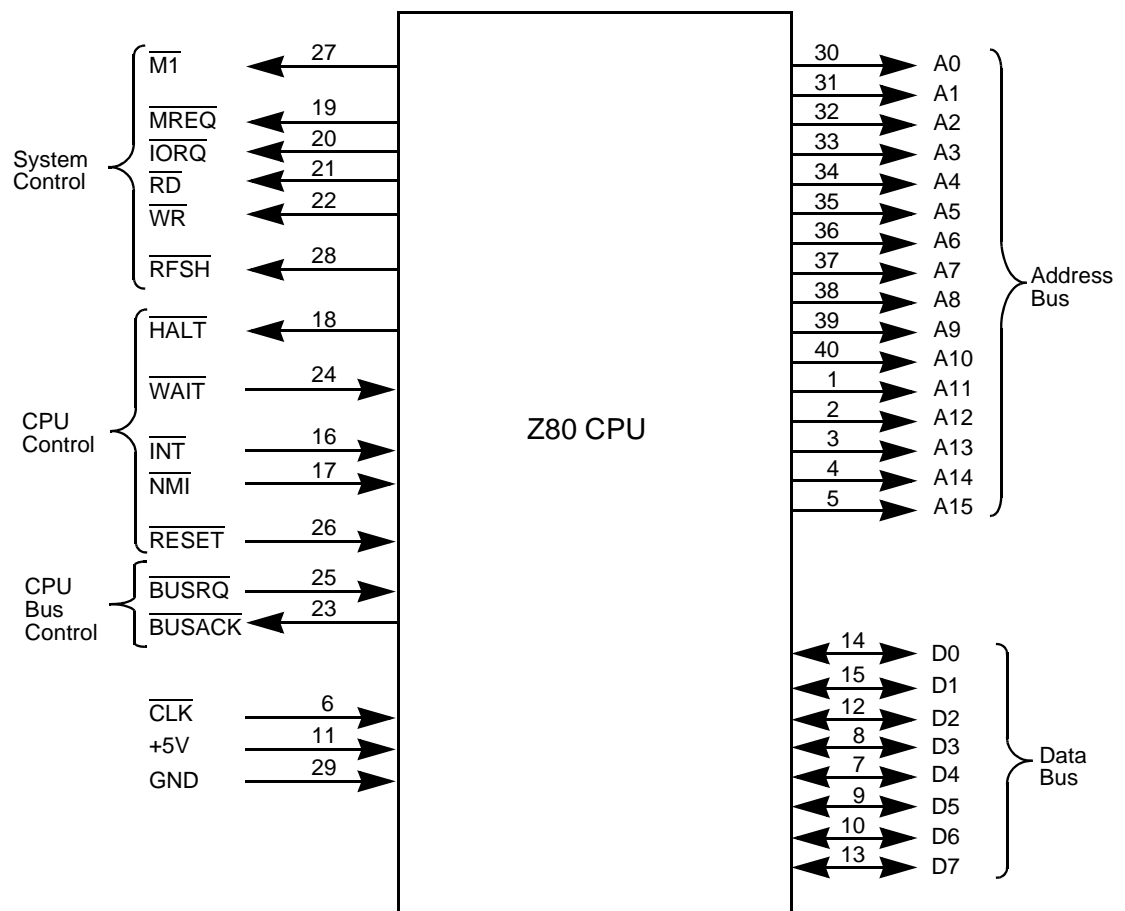 System
Control
M1 27
MREQ 19
IORQ 20
RD 21
WR 22
RFSH 28
CPU
Control
HALT 18
WAIT 24
INT 16
NMI 17
RESET 26
CPU
Bus
Control
BUSRQ 25
BUSACK 23
CLK 6
+5V 11
GND 29
Z80 CPU
30 A0
31 A1
32 A2
33 A3
34 A4
35 A5
36 A6
37 A7
38 A8
39 A9
40 A10
1 A11
2 A12
3 A13
4 A14
5 A15
Address
Bus
14 D0
15 D1
12 D2
8 D3
7 D4
9 D5
10 D6
13 D7
Data
Bus